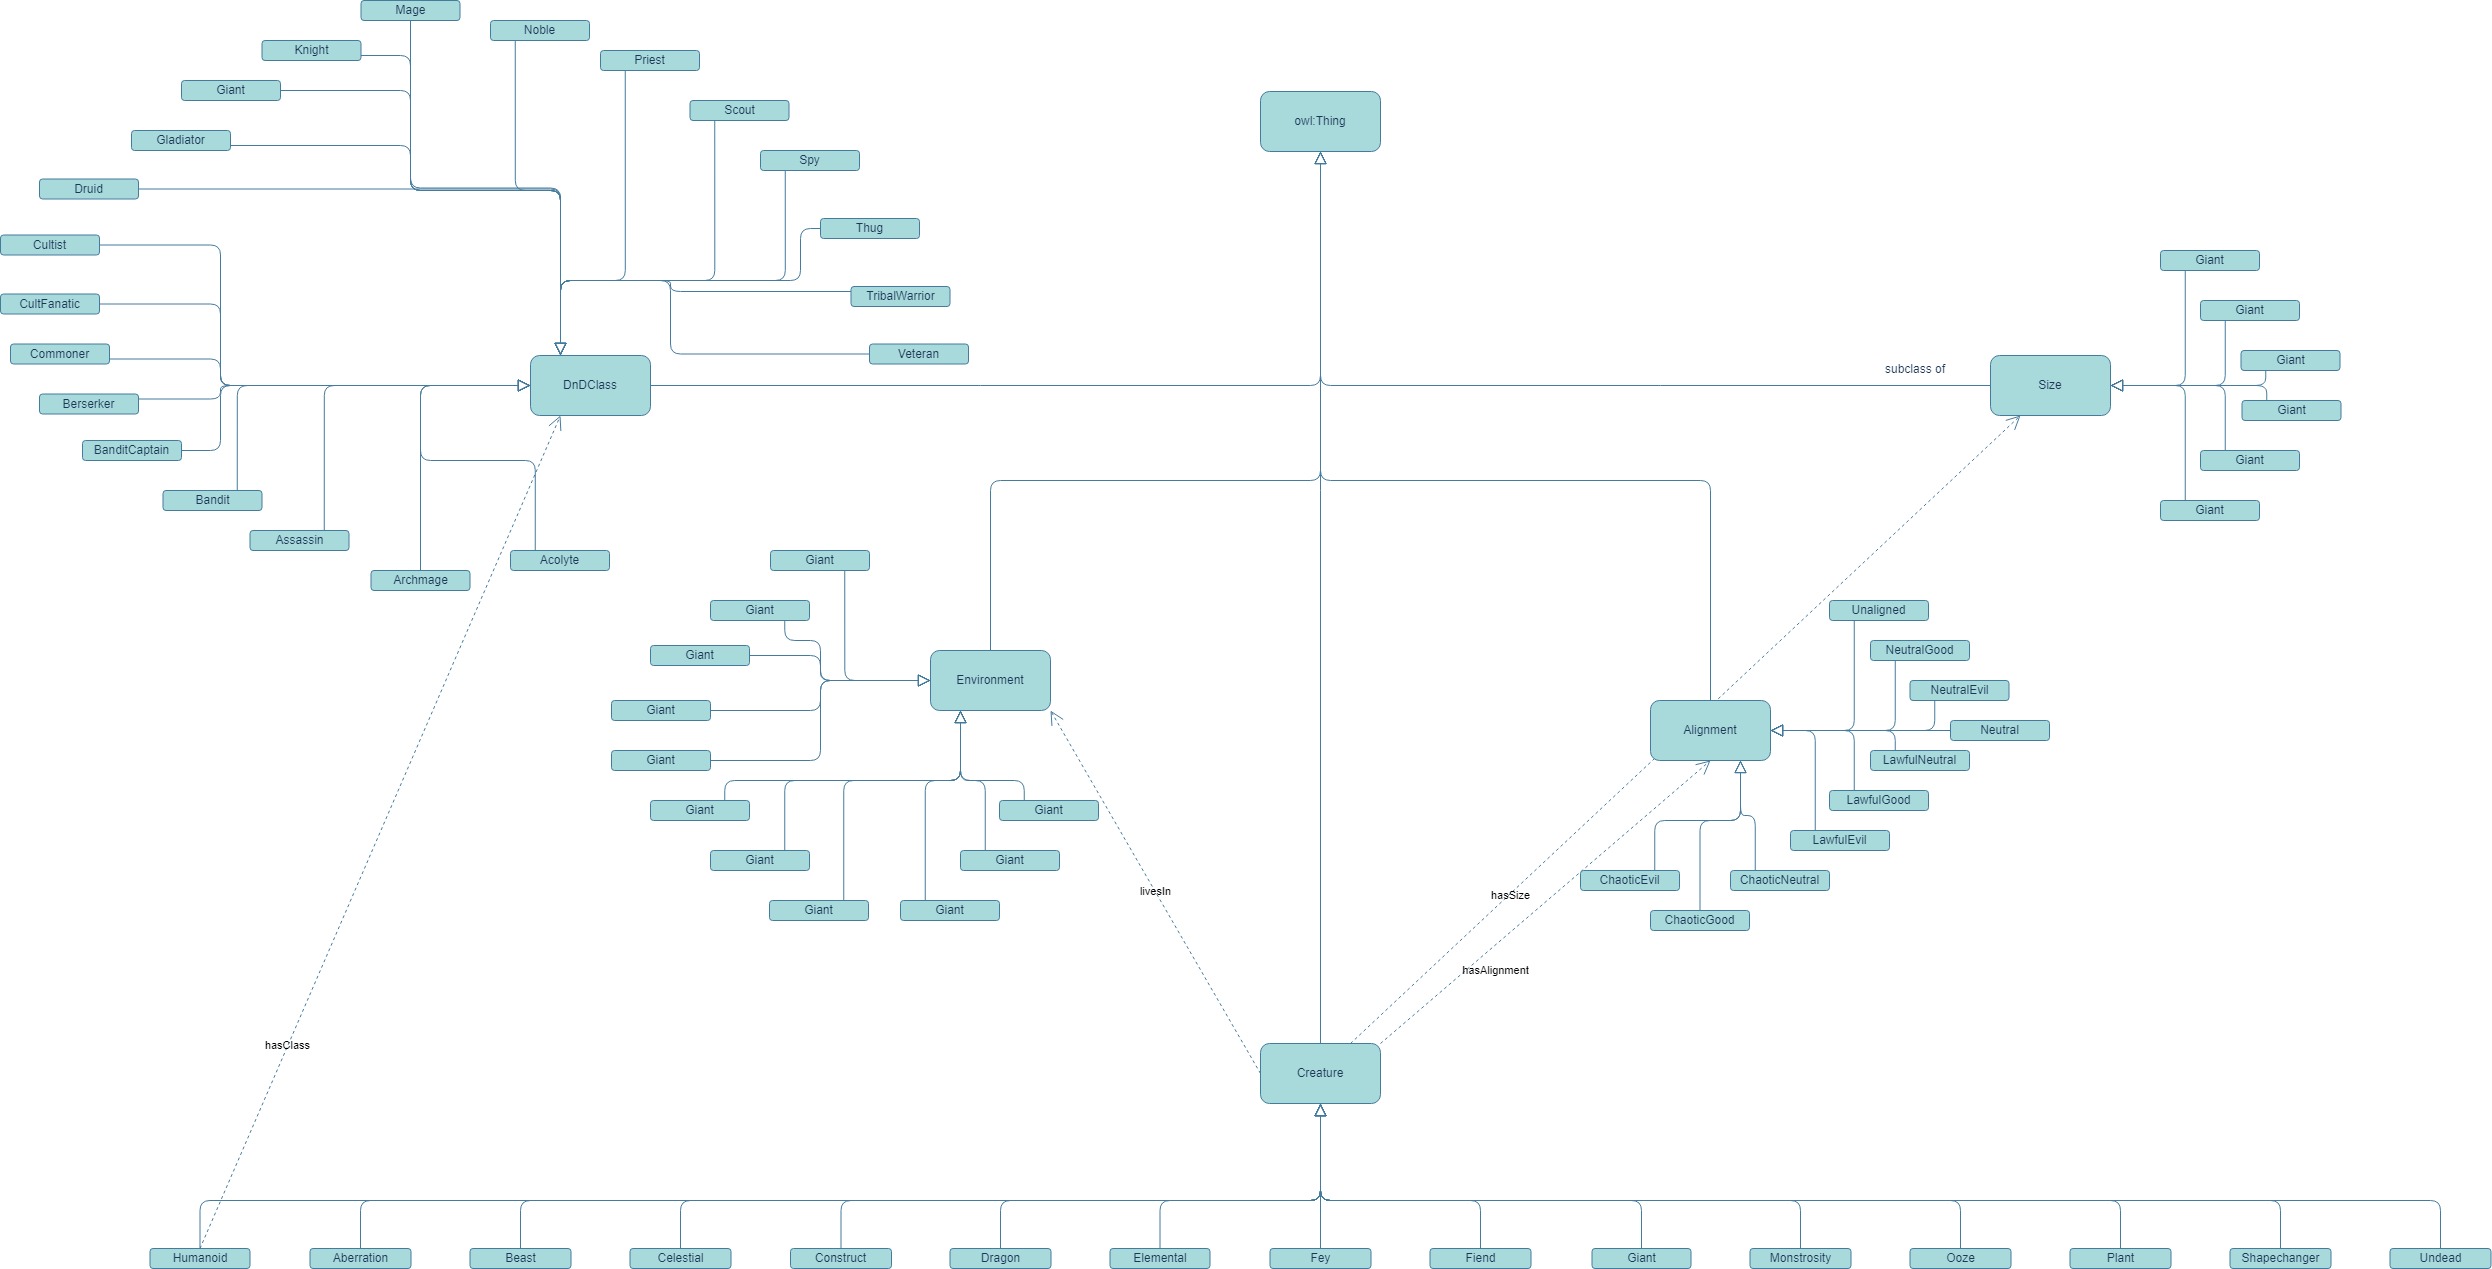 Mage
Noble
Knight
Priest
Giant
Scout
owl:Thing
Gladiator
Spy
Druid
Thug
Cultist
Giant
TribalWarrior
CultFanatic
Giant
Commoner
Veteran
Giant
subclass of
DnDClass
Size
Berserker
Giant
BanditCaptain
Giant
Bandit
Giant
Assassin
Acolyte
Giant
Archmage
Giant
Unaligned
Giant
NeutralGood
Environment
NeutralEvil
Giant
Alignment
Neutral
Giant
LawfulNeutral
Giant
Giant
LawfulGood
LawfulEvil
Giant
Giant
ChaoticEvil
ChaoticNeutral
livesIn
hasSize
Giant
Giant
ChaoticGood
hasAlignment
hasClass
Creature
Humanoid
Aberration
Beast
Celestial
Construct
Dragon
Elemental
Fey
Fiend
Giant
Monstrosity
Ooze
Plant
Shapechanger
Undead